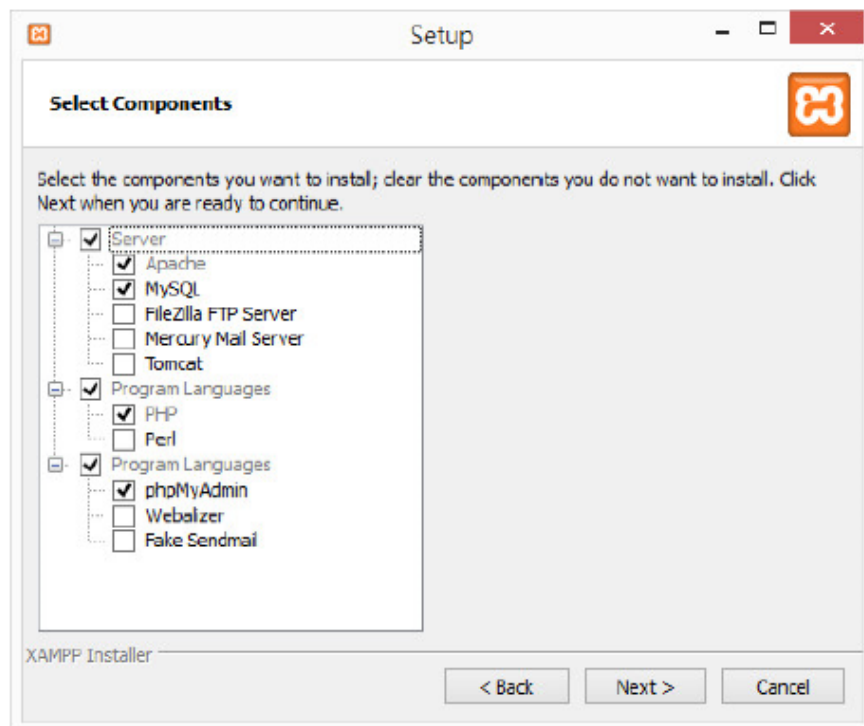 Setup
Select Components
Select the components you want to install; clear the components you do not want to install. Click
Next when you are ready to continue.
Server
Apache
MySQL
FileZilla FTP Server
Mercury Mail Server
Tomcat
Program Languages
PHP
Perl
Program Languages
phpMyAdmin
Webalizer
Fake Sendmail
XAMPP Installer
< Back Next > Cancel